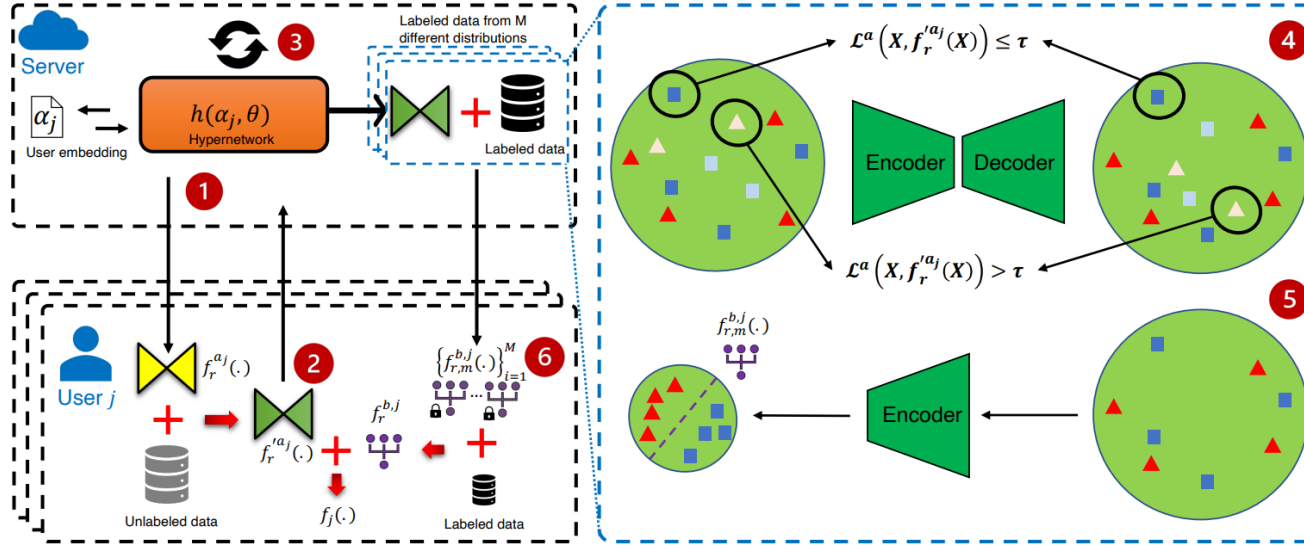 Server
α_j
User embedding
h(α_j, θ)
Hypernetwork
3
Labeled data from M
different distributions
Labeled data
1
User j
f_r^{a_j}(.)
Unlabeled data
2
f_r^{'a_j}(.)
f_r^{b,j}
f_j(.)
{f_{r,m}^{b,j}(.)}_{i=1}^M
...
6
Labeled data
4
ℒ^a (X, f_r^{'a_j}(X)) ≤ τ
Encoder
Decoder
ℒ^a (X, f_r^{'a_j}(X)) > τ
5
f_{r,m}^{b,j}(.)
Encoder